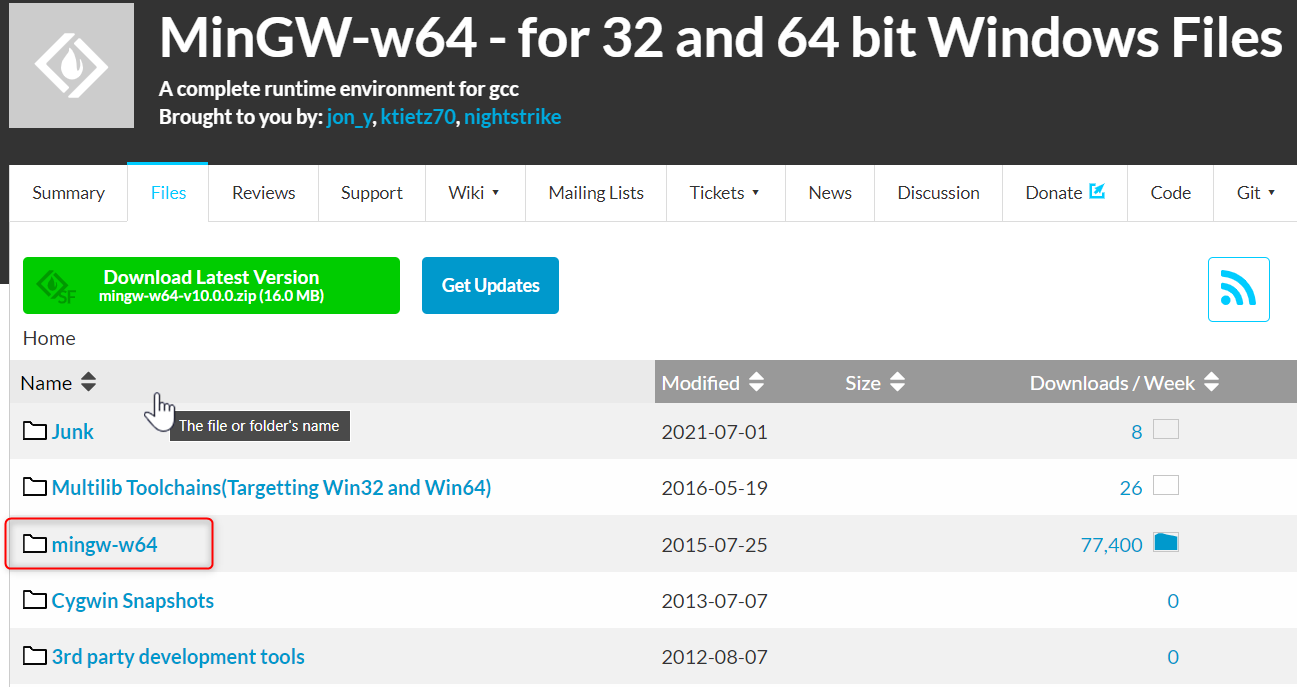 MinGW-w64 - for 32 and 64 bit Windows Files
A complete runtime environment for gcc
Brought to you by: jon_y, ktietz70, nightstrike
Summary Files Reviews Support Wiki ▾ Mailing Lists Tickets ▾ News Discussion Donate Code Git ▾
Download Latest Version
mingw-w64-v10.0.0.zip (16.0 MB)
SF
Get Updates
Home
Name Modified Size Downloads / Week
The file or folder's name
Junk 2021-07-01 8
Multilib Toolchains(Targetting Win32 and Win64) 2016-05-19 26
mingw-w64 2015-07-25 77,400
Cygwin Snapshots 2013-07-07 0
3rd party development tools 2012-08-07 0